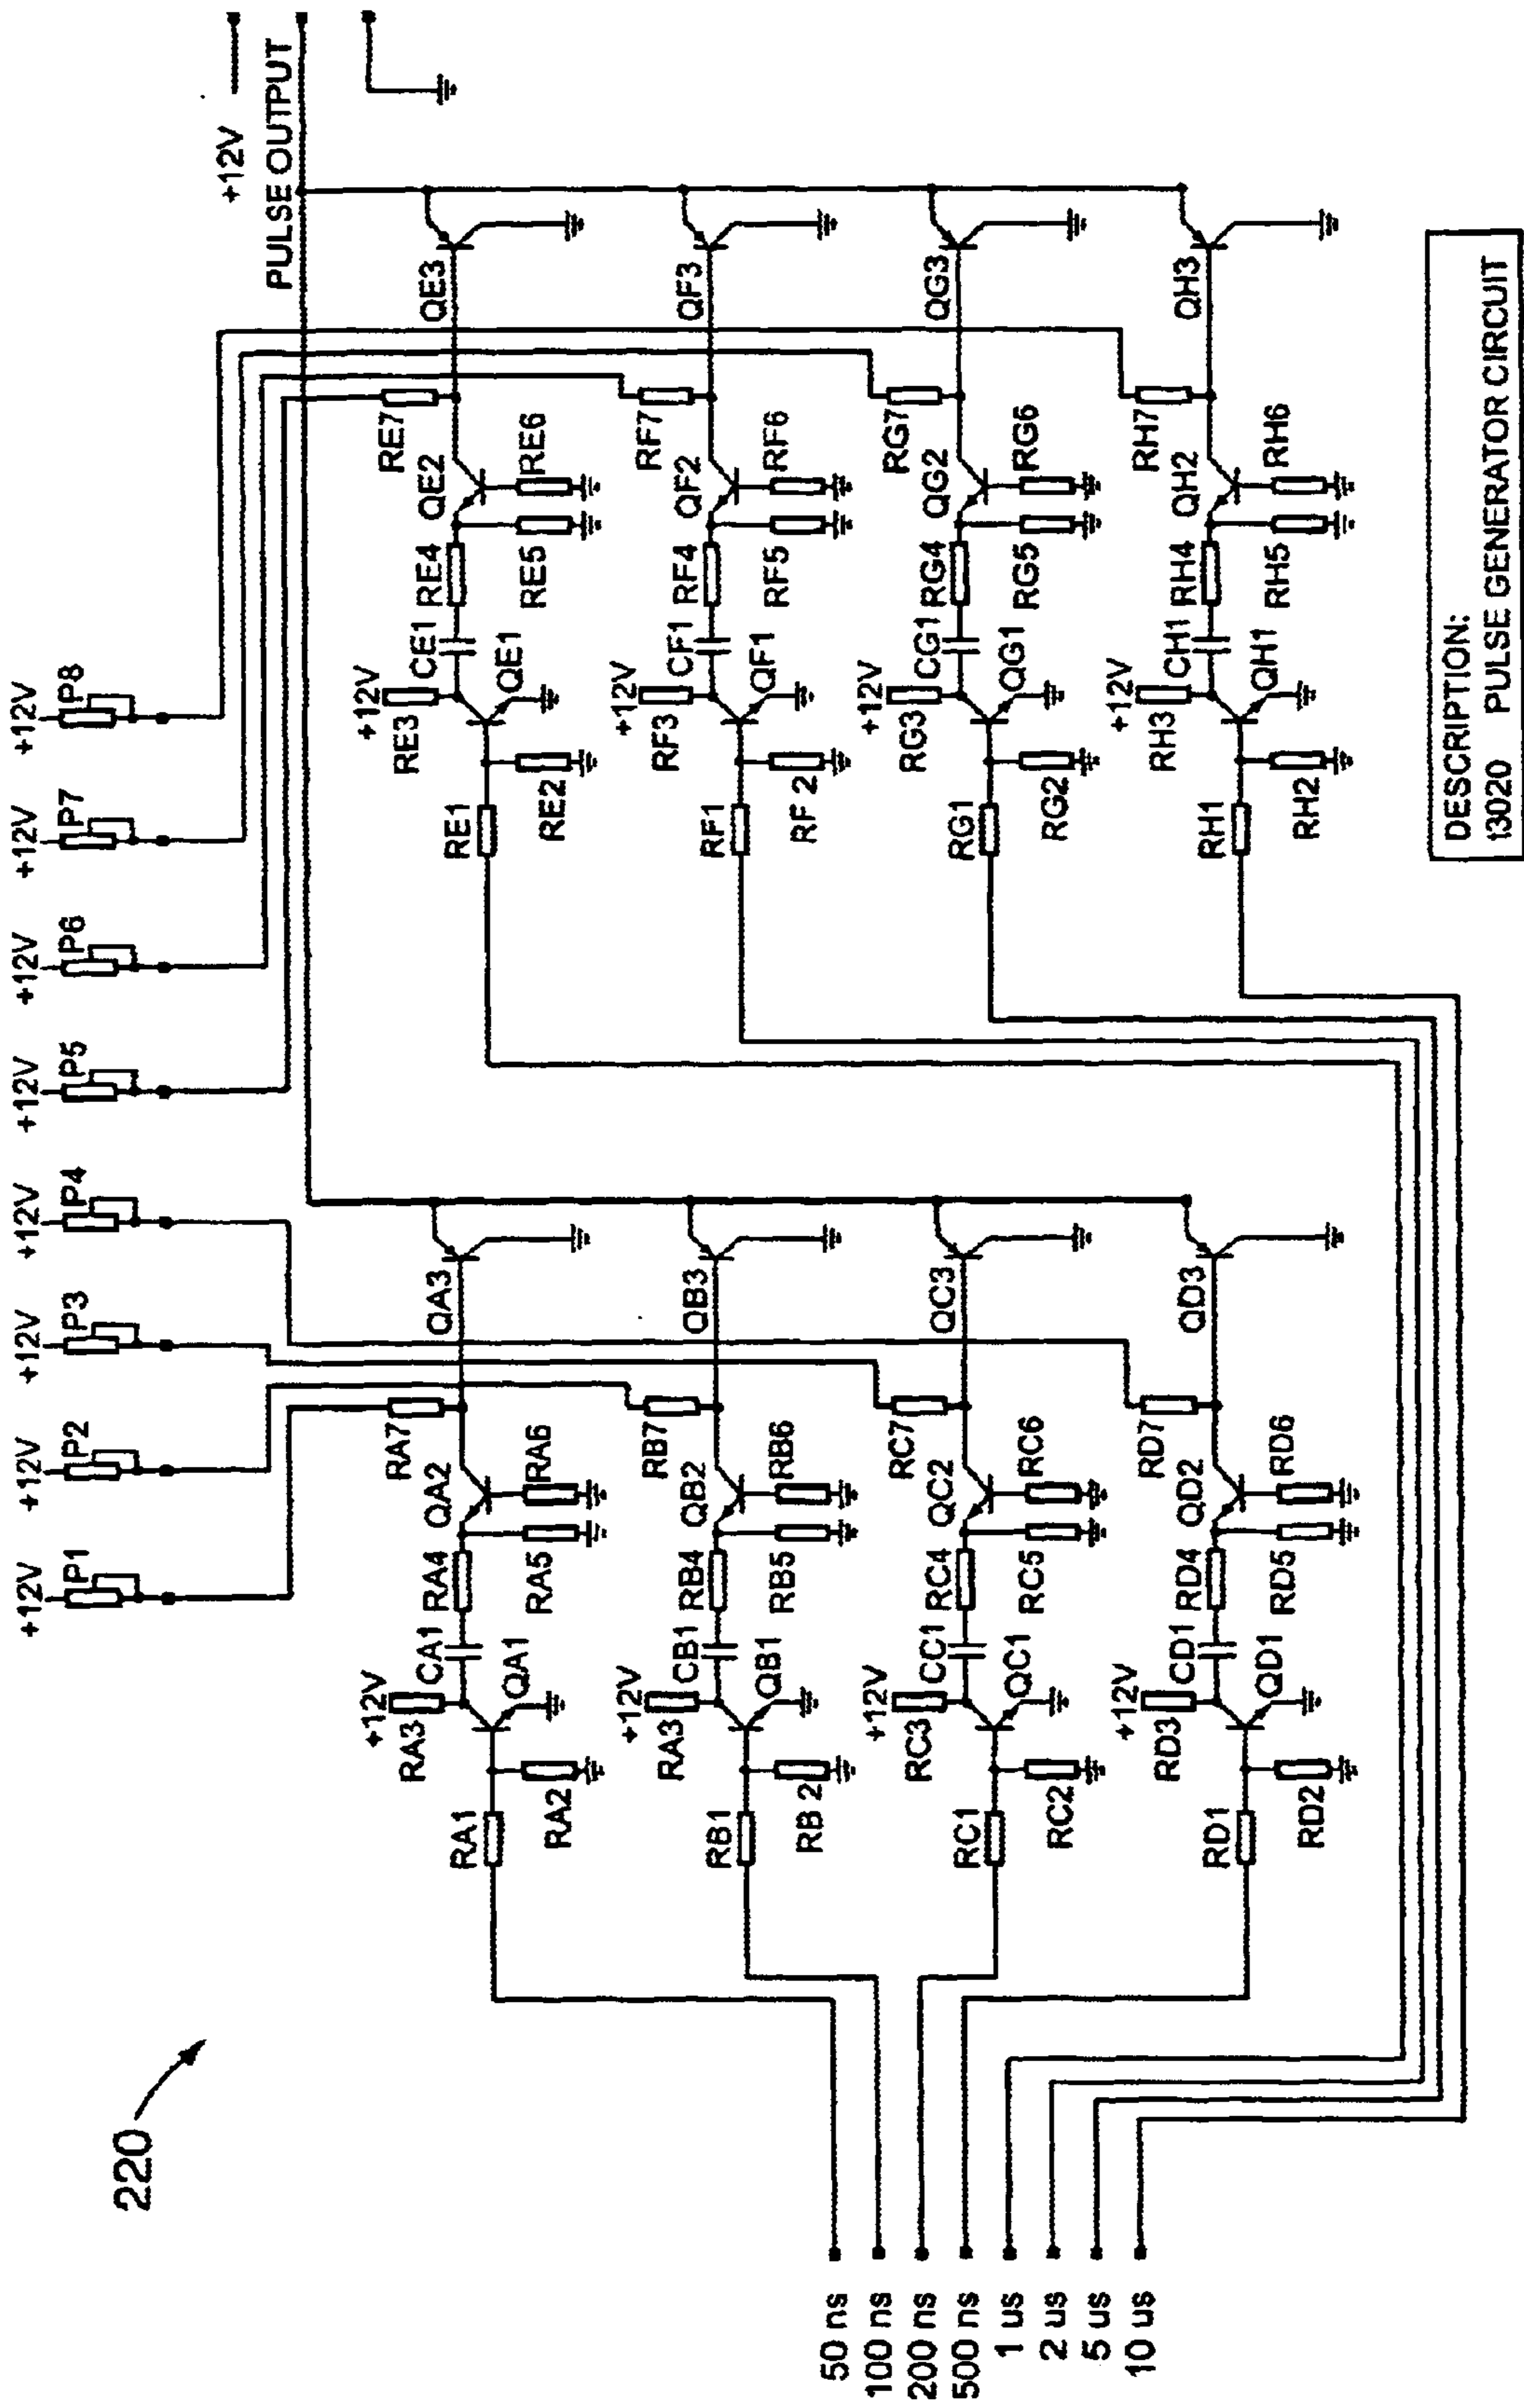 220
+12V +12V +12V +12V +12V +12V +12V +12V
P1 P2 P3 P4 P5 P6 P7 P8
+12V
PULSE OUTPUT
RA7 RE7
+12V QA2 QA3 +12V QE2 QE3
RA3 CA1 RA4 RE3 CE1 RE4
RA1 QA1 RA6 RE1 QE1 RE6
RA2 RA5 RE2 RE5
RB7 RF7
+12V QB2 QB3 +12V QF2 QF3
RA3 CB1 RB4 RF3 CF1 RF4
RB1 QB1 RB6 RF1 QF1 RF6
RB 2 RB5 RF 2 RF5
RC7 RG7
+12V QC2 QC3 +12V QG2 QG3
RC3 CC1 RC4 RG3 CG1 RG4
RC1 QC1 RC6 RG1 QG1 RG6
RC2 RC5 RG2 RG5
RD7 RH7
+12V QD2 QD3 +12V QH2 QH3
RD3 CD1 RD4 RH3 CH1 RH4
RD1 QD1 RD6 RH1 QH1 RH6
RD2 RD5 RH2 RH5
50 ns
100 ns
200 ns
500 ns
1 us
2 us
5 us
10 us
DESCRIPTION:
t3020 PULSE GENERATOR CIRCUIT